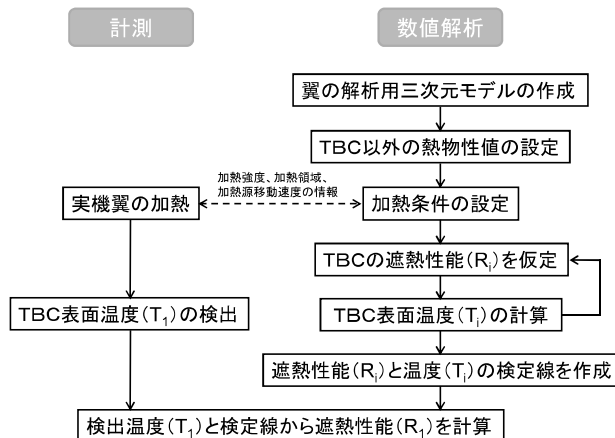 計測
数値解析
翼の解析用三次元モデルの作成
TBC以外の熱物性値の設定
加熱強度、加熱領域、
加熱源移動速度の情報
実機翼の加熱
加熱条件の設定
TBCの遮熱性能(Ri)を仮定
TBC表面温度(T1)の検出
TBC表面温度(Ti)の計算
遮熱性能(Ri)と温度(Ti)の検定線を作成
検出温度(T1)と検定線から遮熱性能(R1)を計算